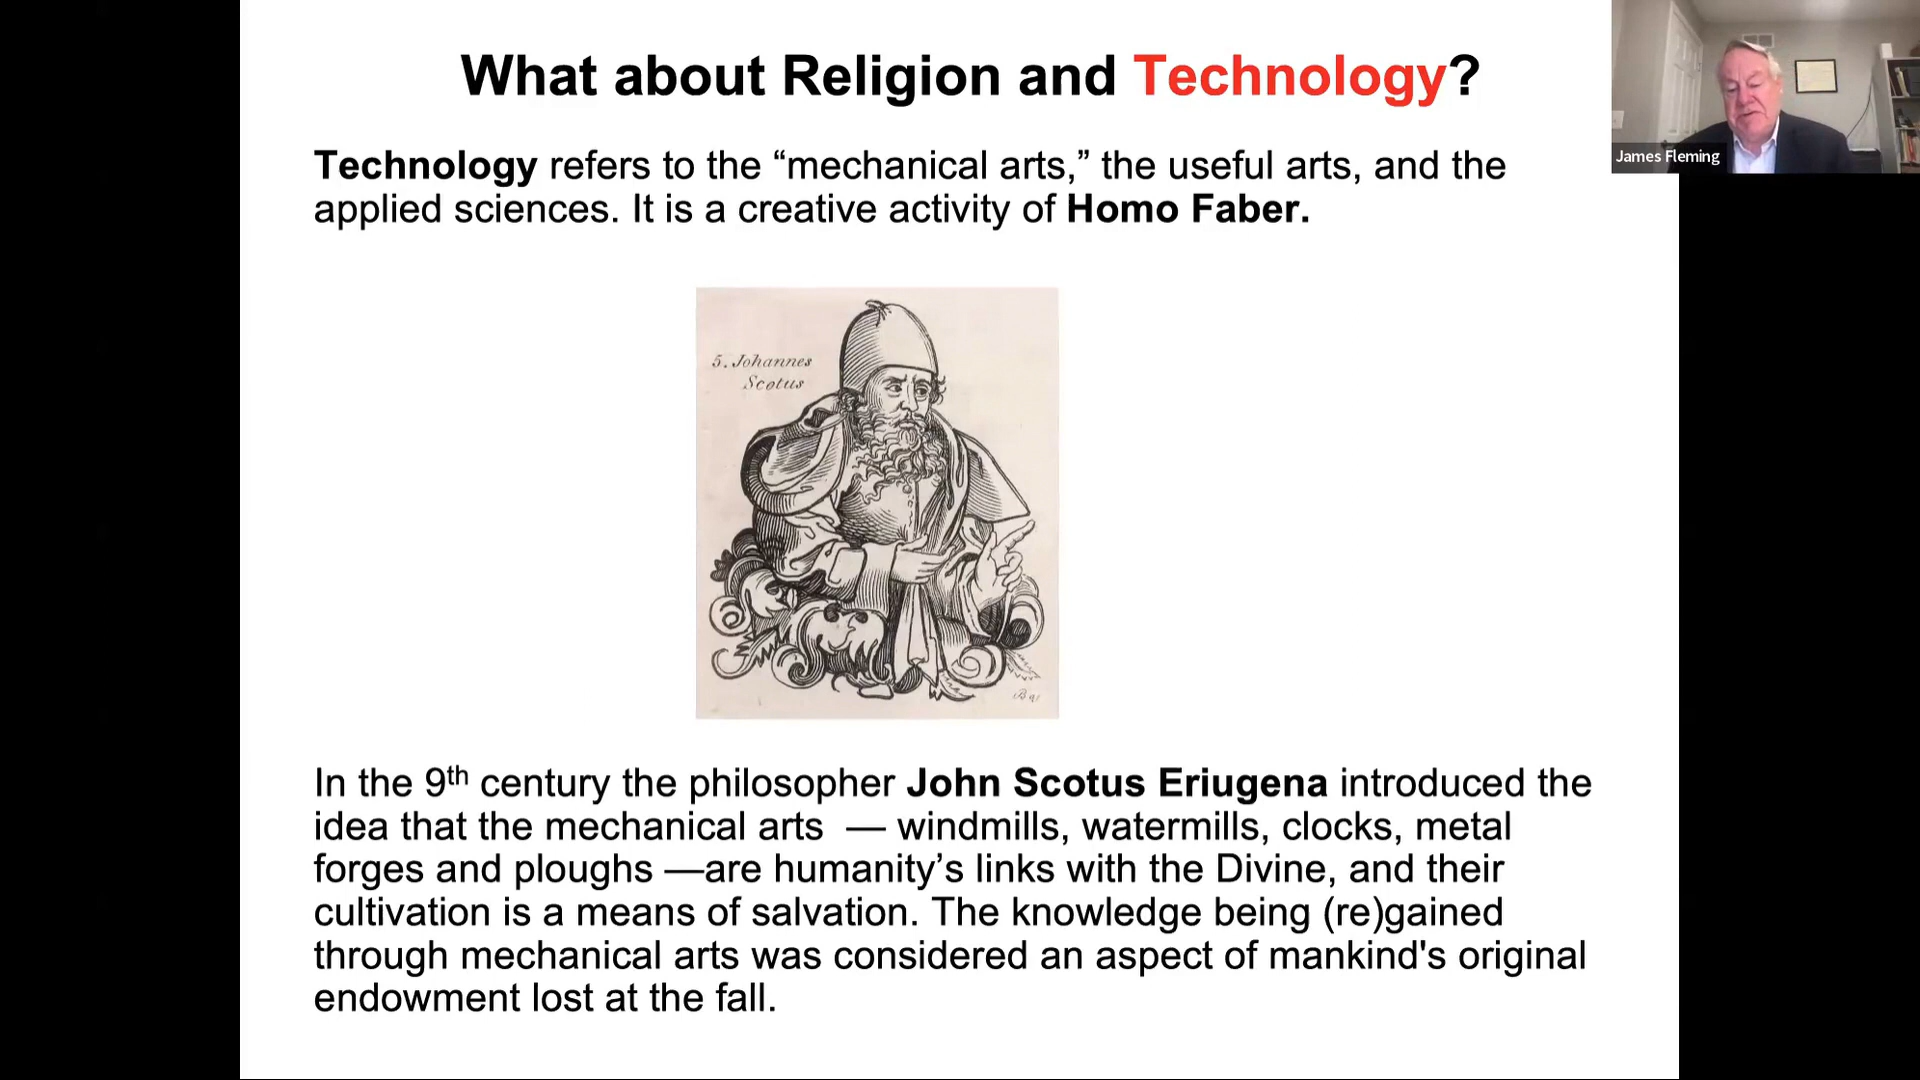 What about Religion and Technology?
James Fleming
Technology refers to the “mechanical arts,” the useful arts, and the
applied sciences. It is a creative activity of Homo Faber.
5. Johannes
Scotus
In the 9th century the philosopher John Scotus Eriugena introduced the
idea that the mechanical arts — windmills, watermills, clocks, metal
forges and ploughs —are humanity’s links with the Divine, and their
cultivation is a means of salvation. The knowledge being (re)gained
through mechanical arts was considered an aspect of mankind's original
endowment lost at the fall.